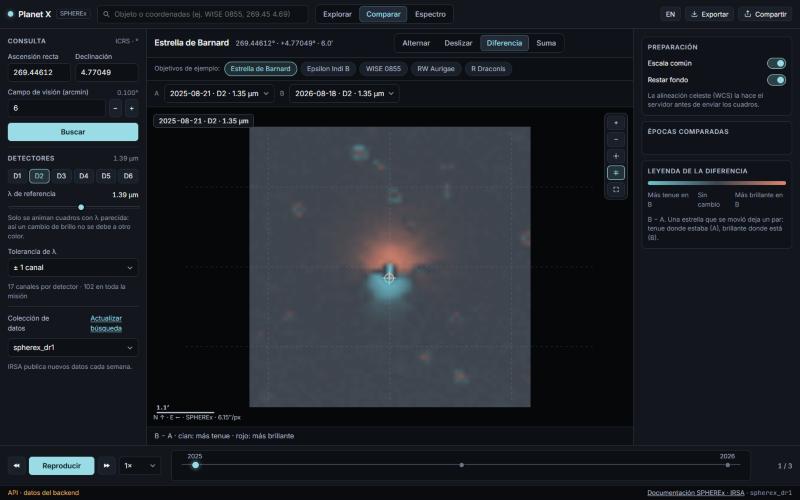 Planet X SPHEREx
Objeto o coordenadas (ej. WISE 0855, 269.45 4.69)
Explorar Comparar Espectro
EN Exportar Compartir
CONSULTA ICRS · °
Ascensión recta Declinación
269.44612 4.77049
Campo de visión (arcmin) 0.100°
6 − +
Buscar
DETECTORES 1.39 µm
D1 D2 D3 D4 D5 D6
λ de referencia 1.39 µm
Solo se animan cuadros con λ parecida:
así un cambio de brillo no se debe a otro
color.
Tolerancia de λ
± 1 canal
17 canales por detector · 102 en toda la
misión
Colección de datos Actualizar búsqueda
spherex_dr1
IRSA publica nuevos datos cada semana.
Estrella de Barnard 269.44612° · +4.77049° · 6.0′
Alternar Deslizar Diferencia Suma
Objetivos de ejemplo: Estrella de Barnard Epsilon Indi B WISE 0855 RW Aurigae R Draconis
A 2025-08-21 · D2 · 1.35 µm B 2026-08-18 · D2 · 1.35 µm
2025-08-21 · D2 · 1.35 µm
+
−
1.1′
N ↑ · E ← · SPHEREx · 6.15″/px
B − A · cian: más tenue · rojo: más brillante
PREPARACIÓN
Escala común
Restar fondo
La alineación celeste (WCS) la hace el
servidor antes de enviar los cuadros.
ÉPOCAS COMPARADAS
LEYENDA DE LA DIFERENCIA
Más tenue en B Sin cambio Más brillante en B
B − A. Una estrella que se movió deja un par:
tenue donde estaba (A), brillante donde está
(B).
Reproducir 1×
2025 2026
1 / 3
API · datos del backend
Documentación SPHEREx · IRSA · spherex_dr1